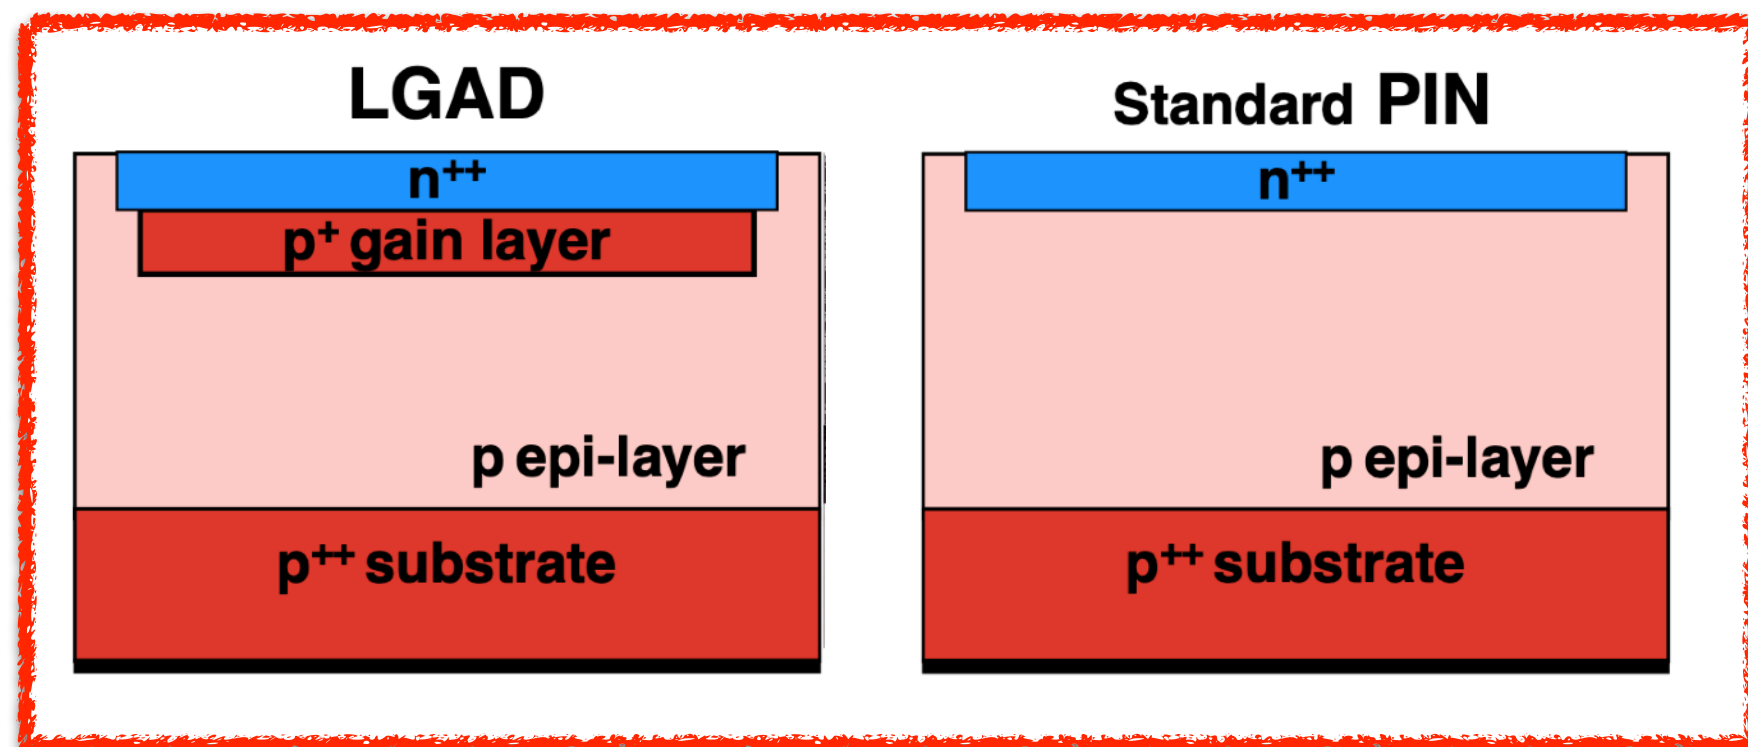 LGAD
n⁺⁺
p⁺ gain layer
p epi-layer
p⁺⁺ substrate
Standard PIN
n⁺⁺
p epi-layer
p⁺⁺ substrate